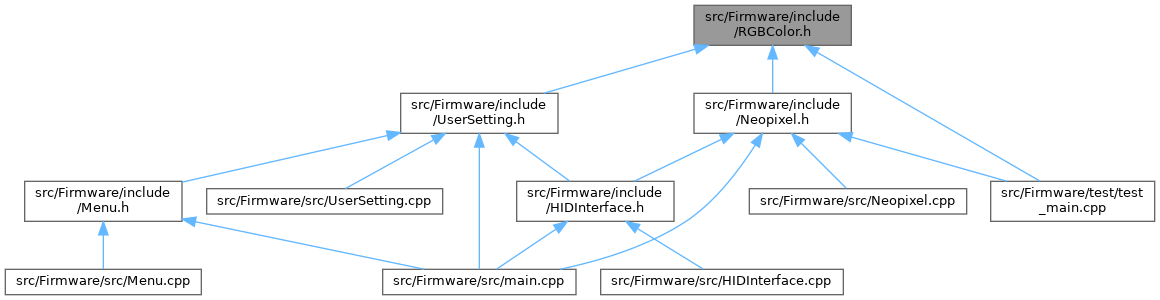 src/Firmware/include
/RGBColor.h
src/Firmware/include
/UserSetting.h
src/Firmware/include
/Neopixel.h
src/Firmware/include
/Menu.h
src/Firmware/src/UserSetting.cpp
src/Firmware/include
/HIDInterface.h
src/Firmware/src/Neopixel.cpp
src/Firmware/test/test
_main.cpp
src/Firmware/src/Menu.cpp
src/Firmware/src/main.cpp
src/Firmware/src/HIDInterface.cpp